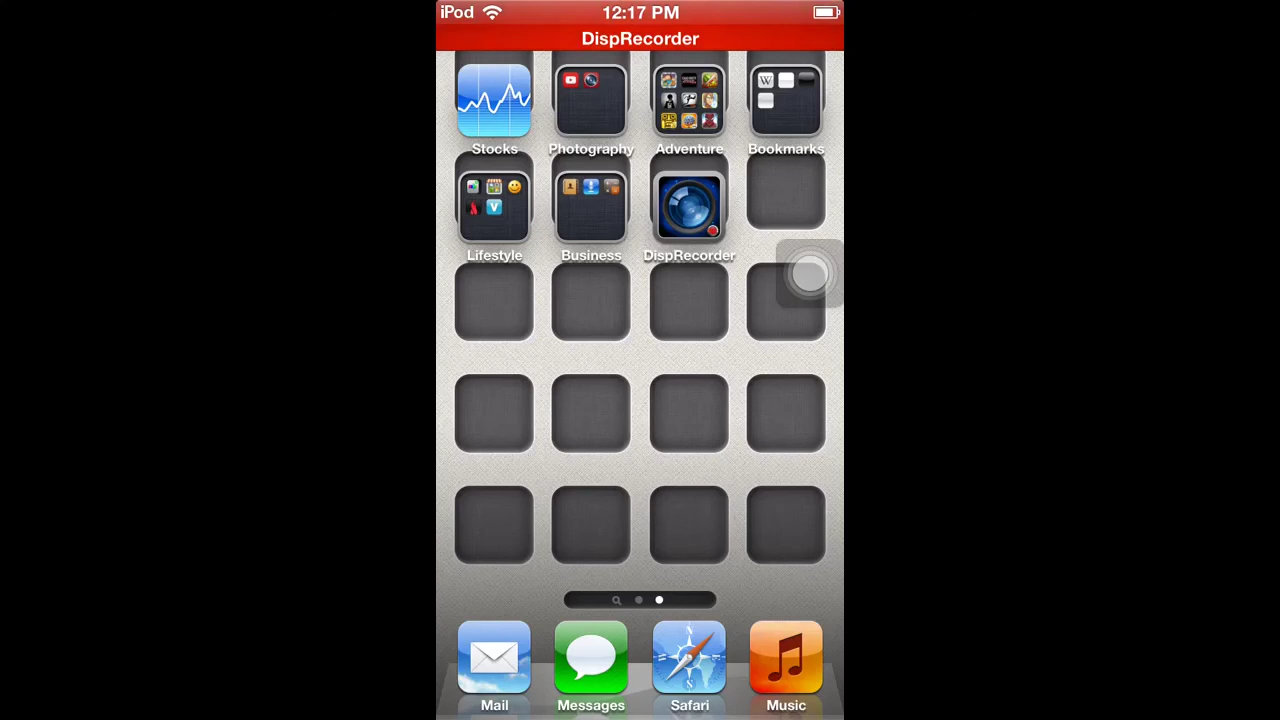 iPod 12:17 PM
DispRecorder
Stocks Photography Adventure Bookmarks
Lifestyle Business DispRecorder
Mail Messages Safari Music